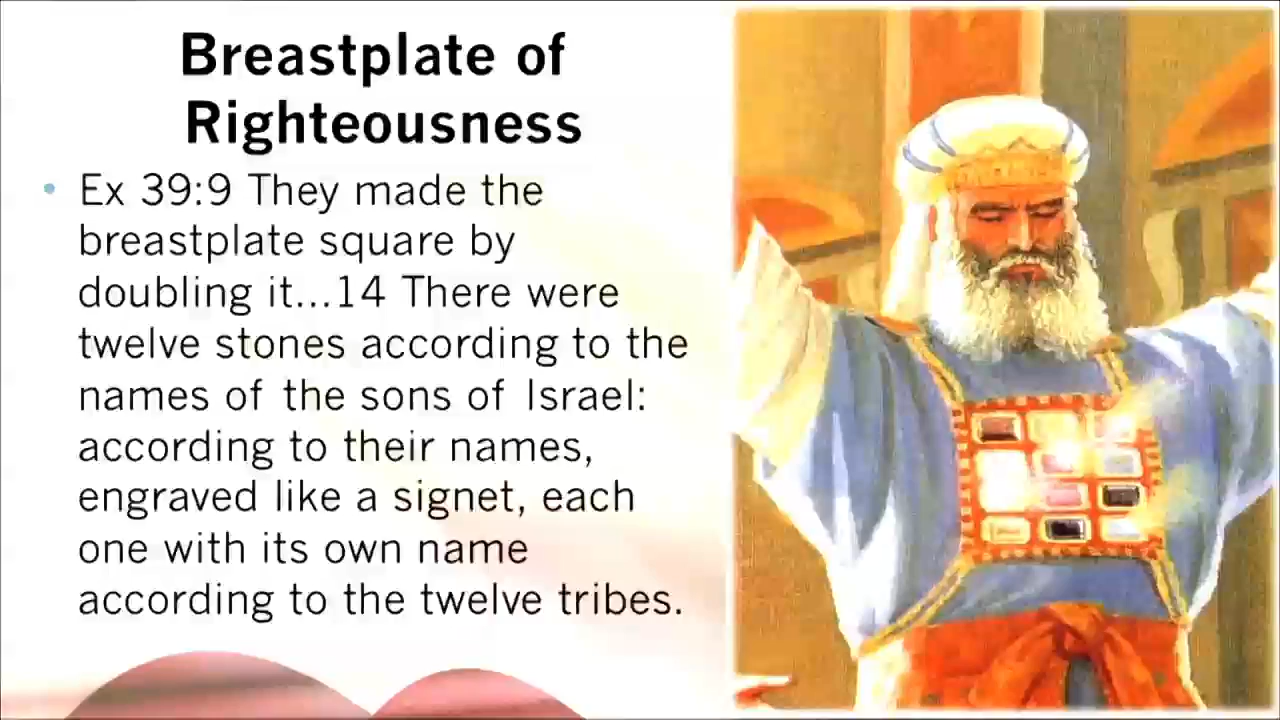 Breastplate of
Righteousness
• Ex 39:9 They made the
breastplate square by
doubling it...14 There were
twelve stones according to the
names of the sons of Israel:
according to their names,
engraved like a signet, each
one with its own name
according to the twelve tribes.